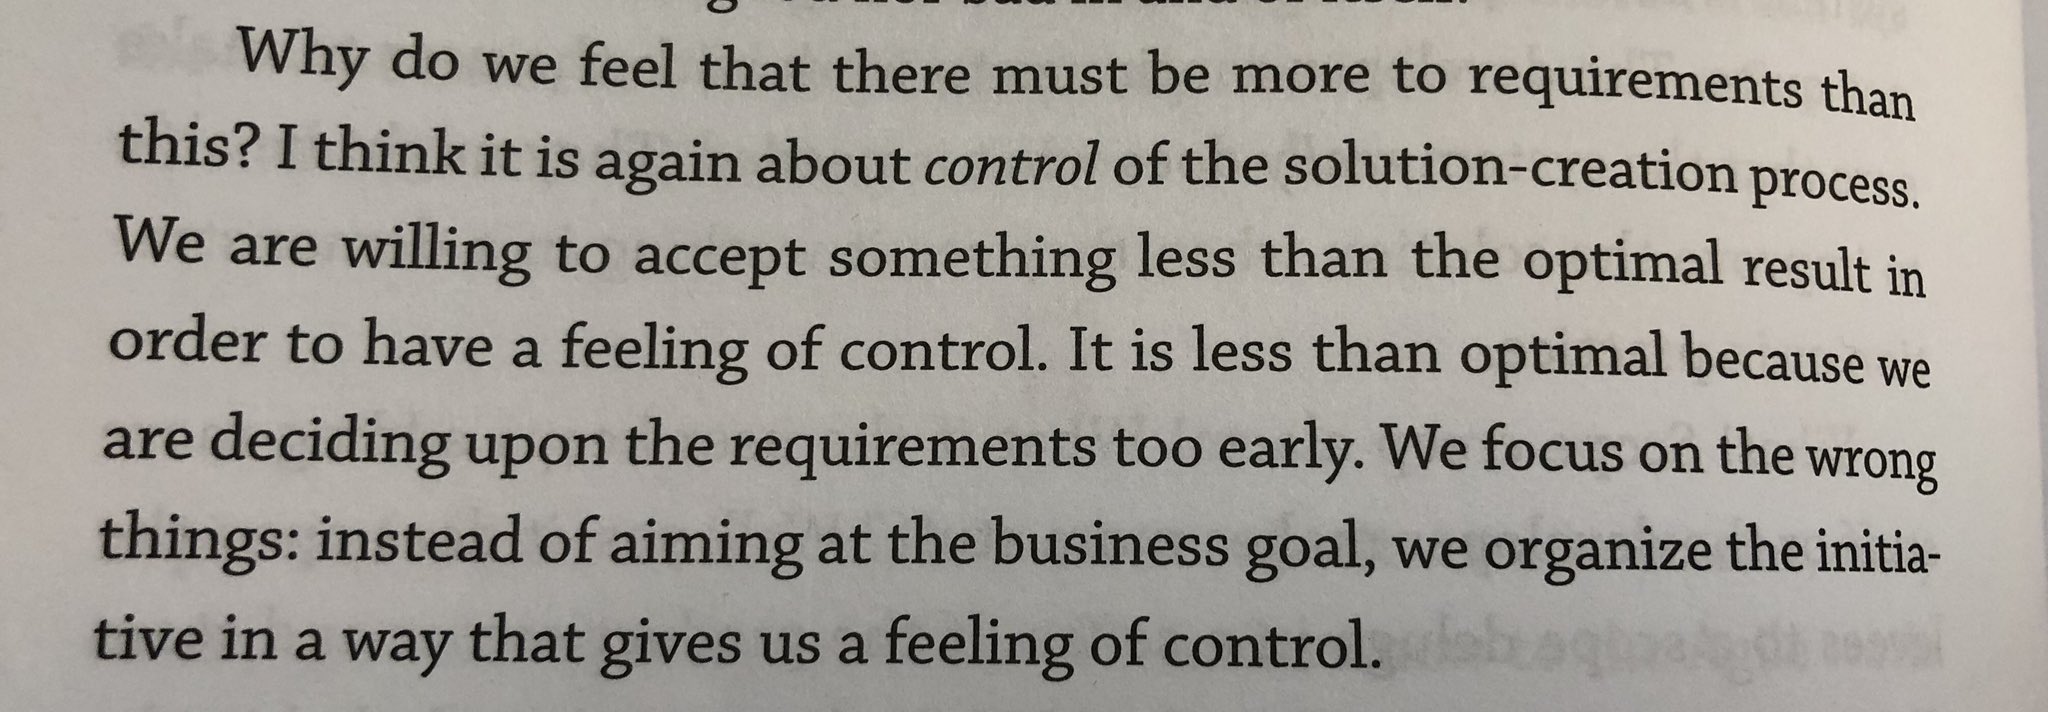 Why do we feel that there must be more to requirements than
this? I think it is again about control of the solution-creation process.
We are willing to accept something less than the optimal result in
order to have a feeling of control. It is less than optimal because we
are deciding upon the requirements too early. We focus on the wrong
things: instead of aiming at the business goal, we organize the initia-
tive in a way that gives us a feeling of control.